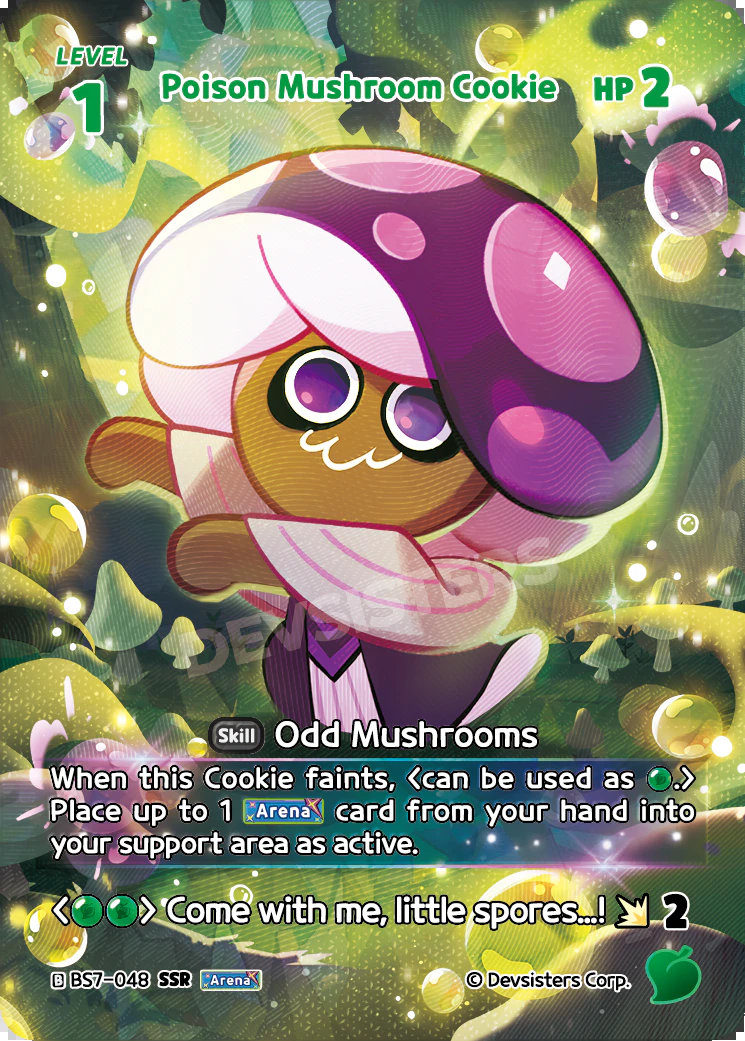 LEVEL
1
Poison Mushroom Cookie
HP 2
DEVSISTERS
Skill Odd Mushrooms
When this Cookie faints, <can be used as .>
Place up to 1 Arena card from your hand into
your support area as active.
< > Come with me, little spores...! 2
B BS7-048 SSR Arena
© Devsisters Corp.